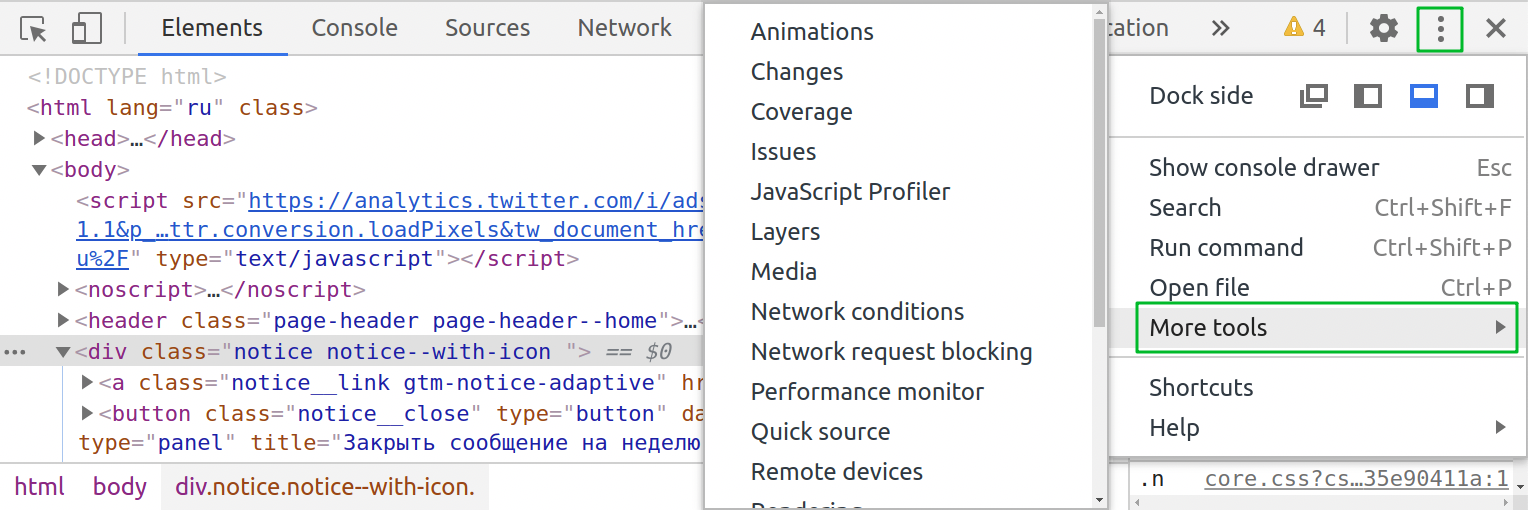 Elements Console Sources Network cation 4
<!DOCTYPE html>
<html lang="ru" class>
<head>…</head>
<body>
<script src="https://analytics.twitter.com/i/ads
1.1&p_…ttr.conversion.loadPixels&tw_document_hre
u%2F" type="text/javascript"></script>
<noscript>…</noscript>
<header class="page-header page-header--home">…<
<div class="notice notice--with-icon "> == $0
<a class="notice__link gtm-notice-adaptive" hr
<button class="notice__close" type="button" da
type="panel" title="Закрыть сообщение на неделю
html body div.notice.notice--with-icon.
Animations
Changes
Coverage
Issues
JavaScript Profiler
Layers
Media
Network conditions
Network request blocking
Performance monitor
Quick source
Remote devices
Rendering
Dock side
Show console drawer Esc
Search Ctrl+Shift+F
Run command Ctrl+Shift+P
Open file Ctrl+P
More tools
Shortcuts
Help
.n core.css?cs…35e90411a:1